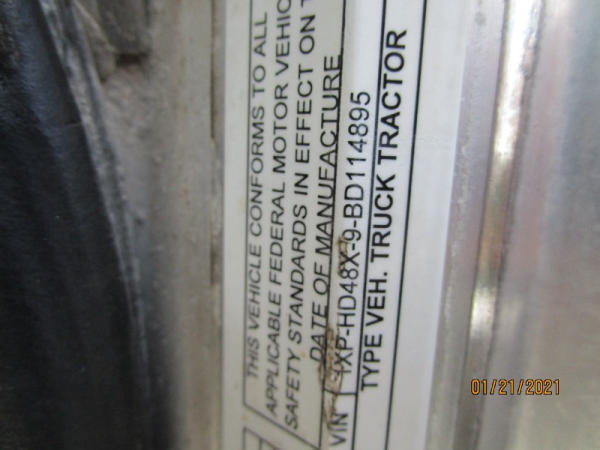 THIS VEHICLE CONFORMS TO ALL
APPLICABLE FEDERAL MOTOR
SAFETY STANDARDS IN EFFECT ON
DATE OF MANUFACTURE
VIN 1XP-HD48X-9-BD114895
TYPE VEH. TRUCK TRACTOR
01/21/2021